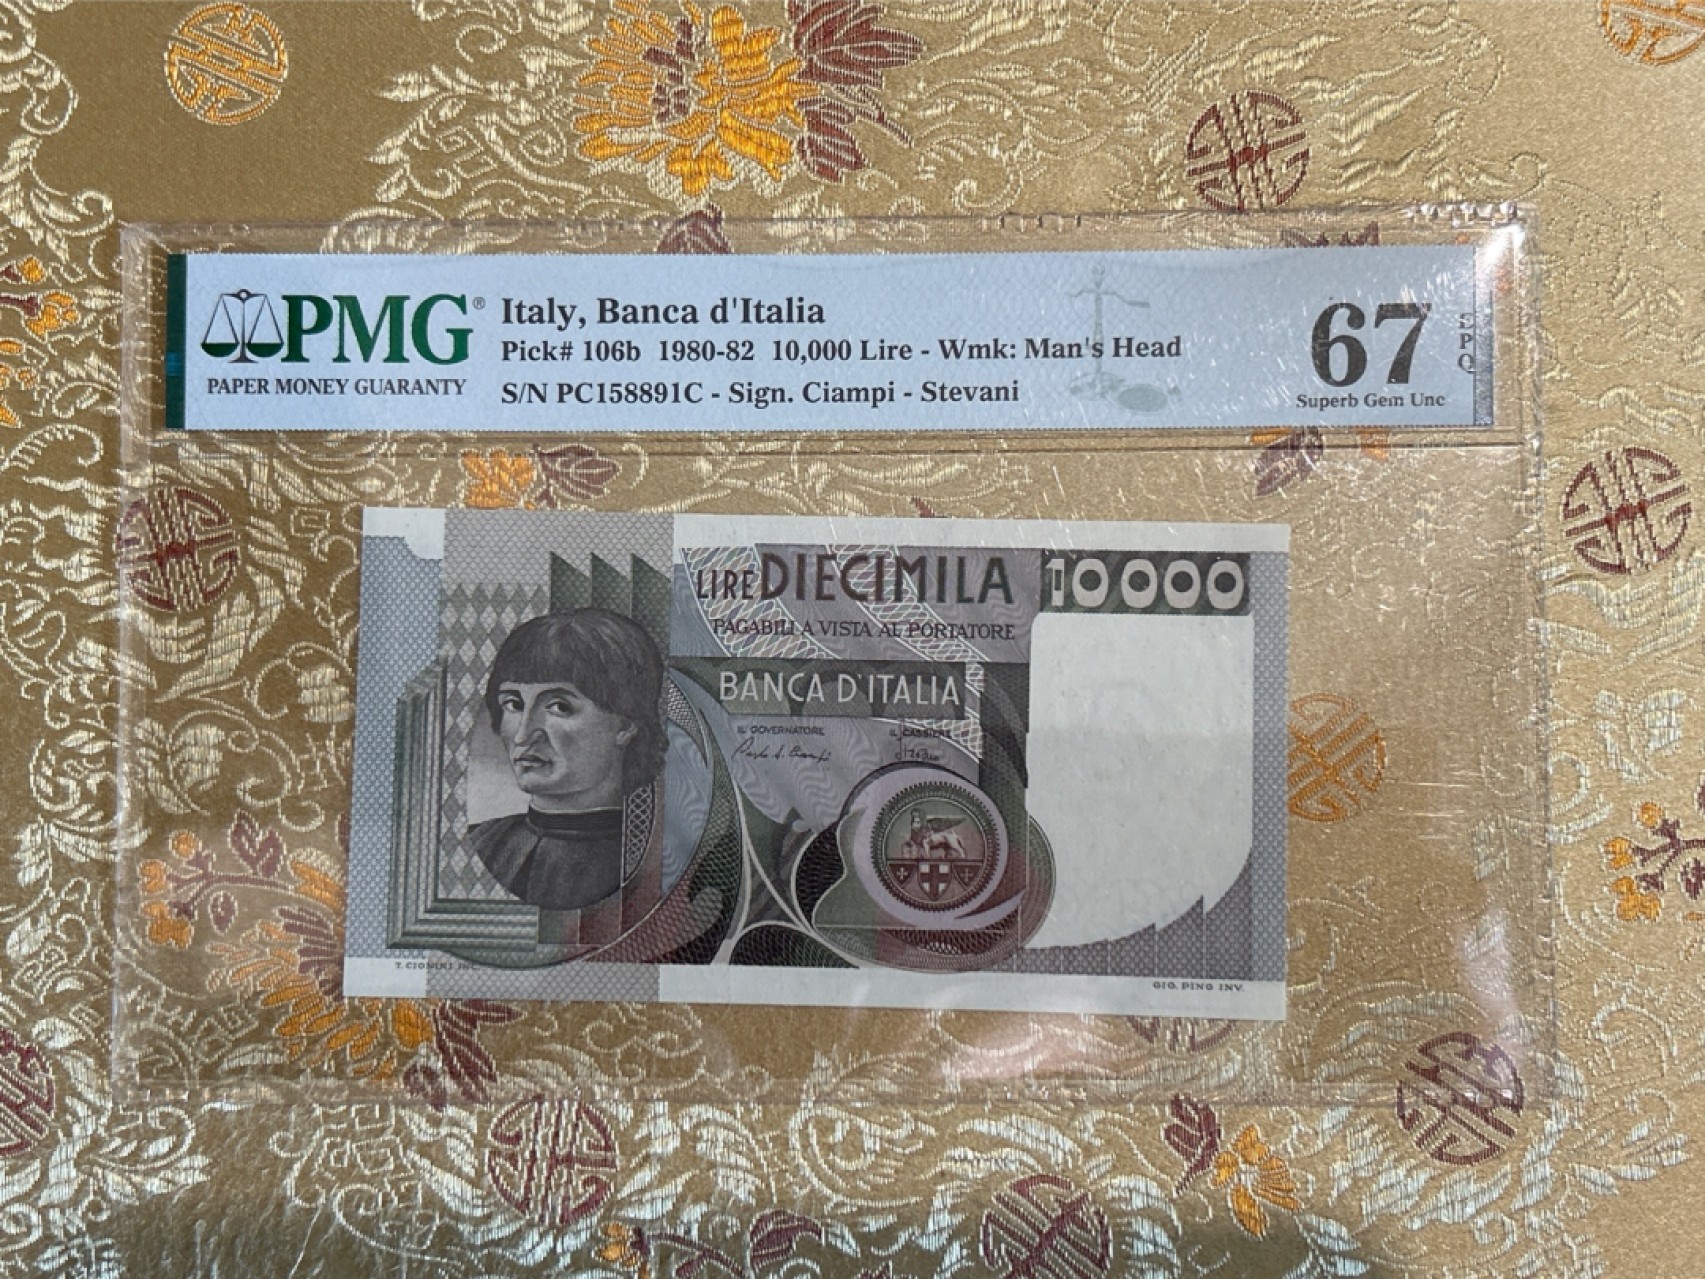 PMG®
PAPER MONEY GUARANTY
Italy, Banca d'Italia
Pick# 106b 1980-82 10,000 Lire - Wmk: Man's Head
S/N PC158891C - Sign. Ciampi - Stevani
67
EPQ
Superb Gem Unc
LIRE DIECIMILA
10000
PAGABILI A VISTA AL PORTATORE
BANCA D'ITALIA
IL GOVERNATORE
IL CASSIERE
T. CIONINI INC.
GIO. PINO INV.